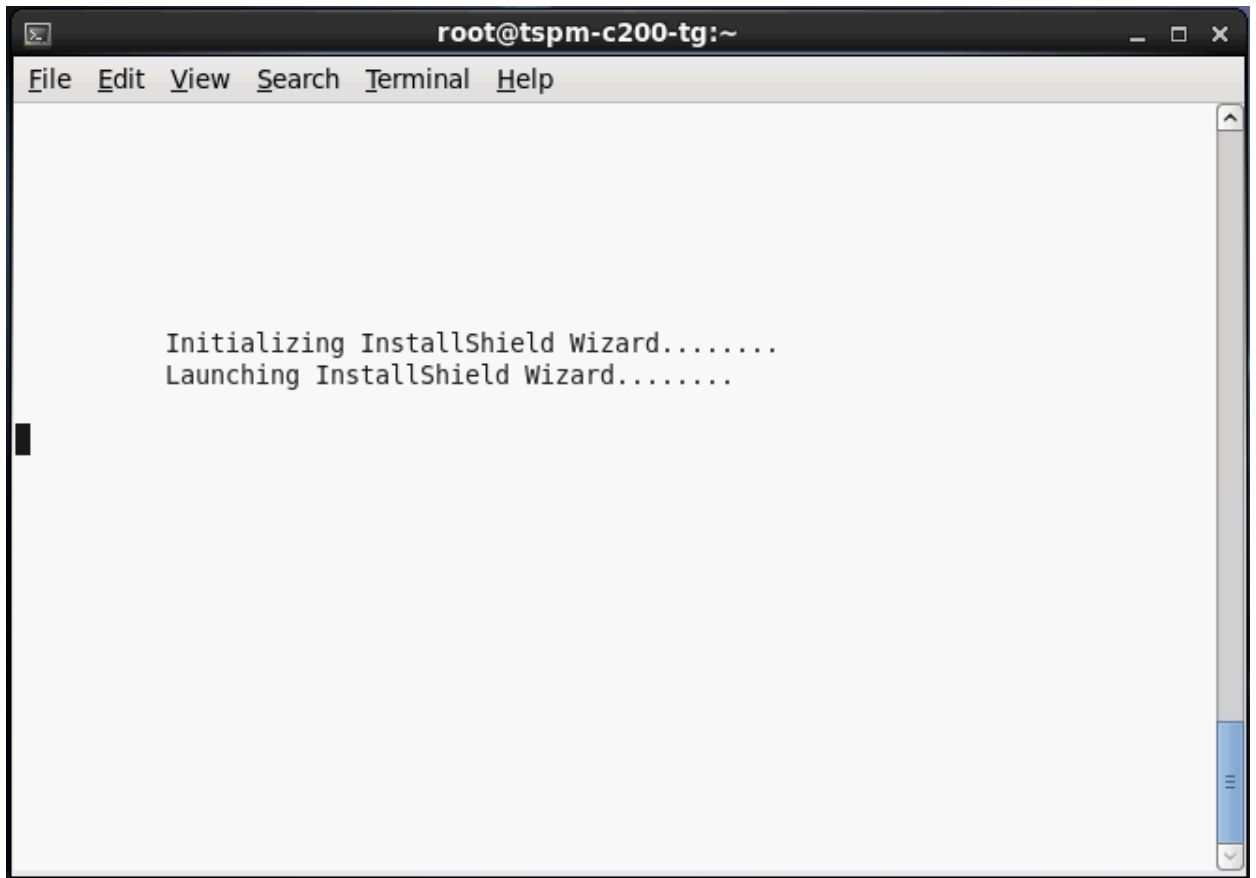 root@tspm-c200-tg:~
File Edit View Search Terminal Help
Initializing InstallShield Wizard........
Launching InstallShield Wizard........